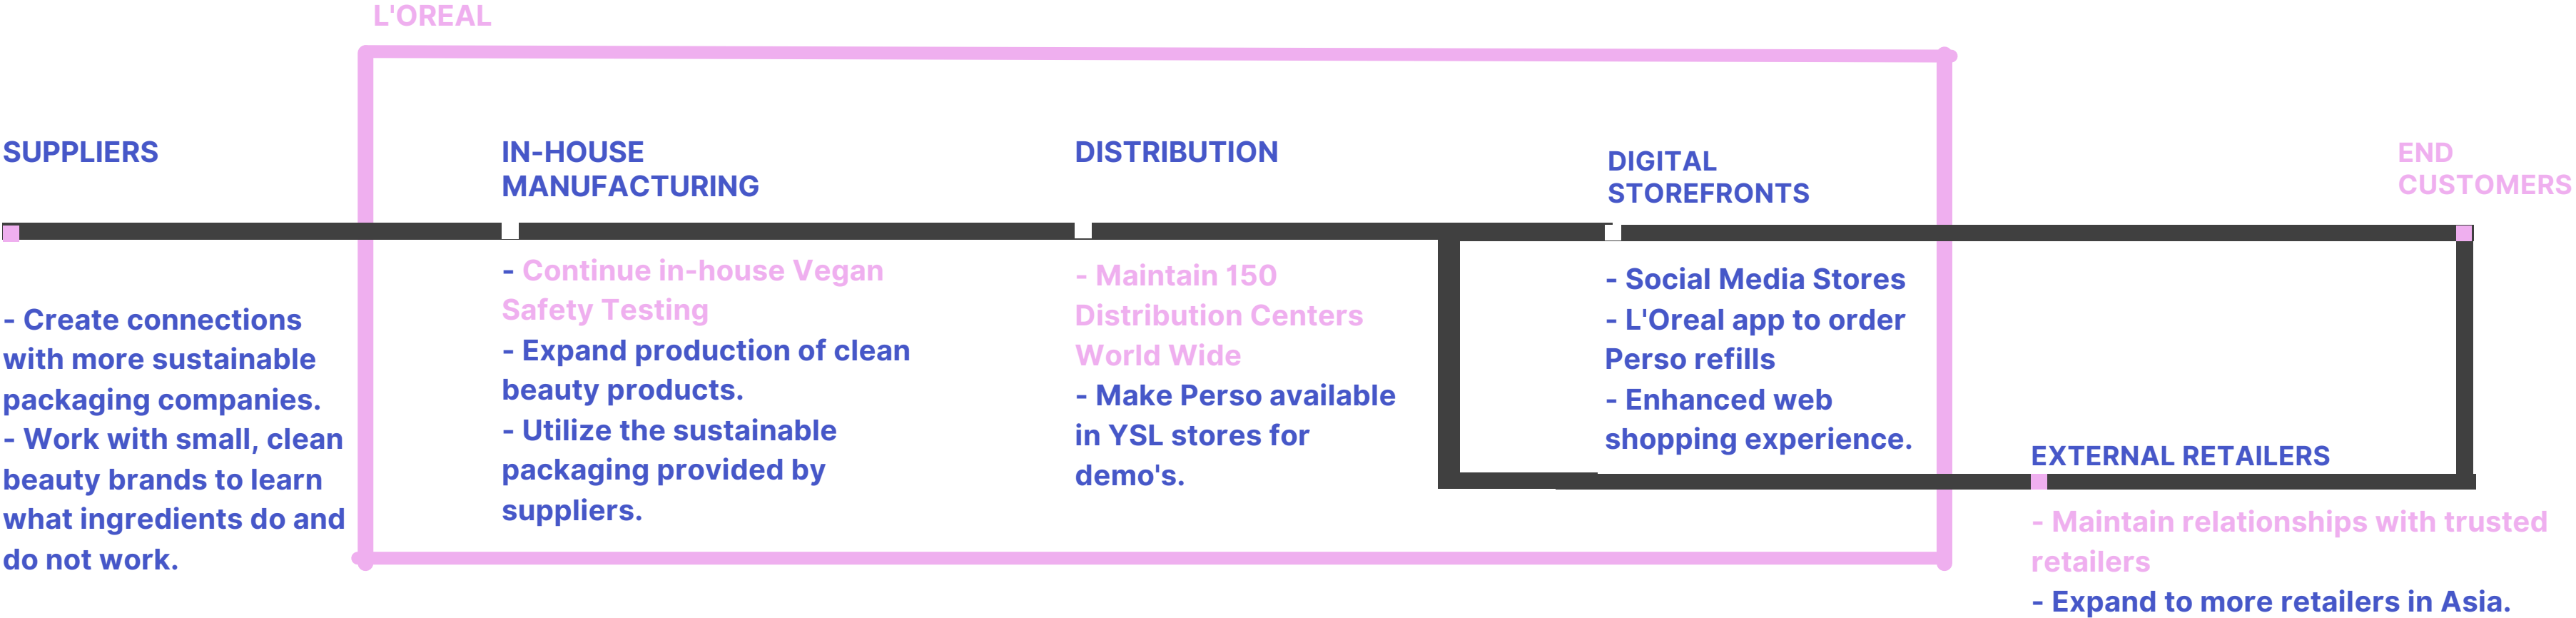 L'OREAL
SUPPLIERS
- Create connections
with more sustainable
packaging companies.
- Work with small, clean
beauty brands to learn
what ingredients do and
do not work.
IN-HOUSE
MANUFACTURING
- Continue in-house Vegan
Safety Testing
- Expand production of clean
beauty products.
- Utilize the sustainable
packaging provided by
suppliers.
DISTRIBUTION
- Maintain 150
Distribution Centers
World Wide
- Make Perso available
in YSL stores for
demo's.
DIGITAL
STOREFRONTS
- Social Media Stores
- L'Oreal app to order
Perso refills
- Enhanced web
shopping experience.
END
CUSTOMERS
EXTERNAL RETAILERS
- Maintain relationships with trusted
retailers
- Expand to more retailers in Asia.